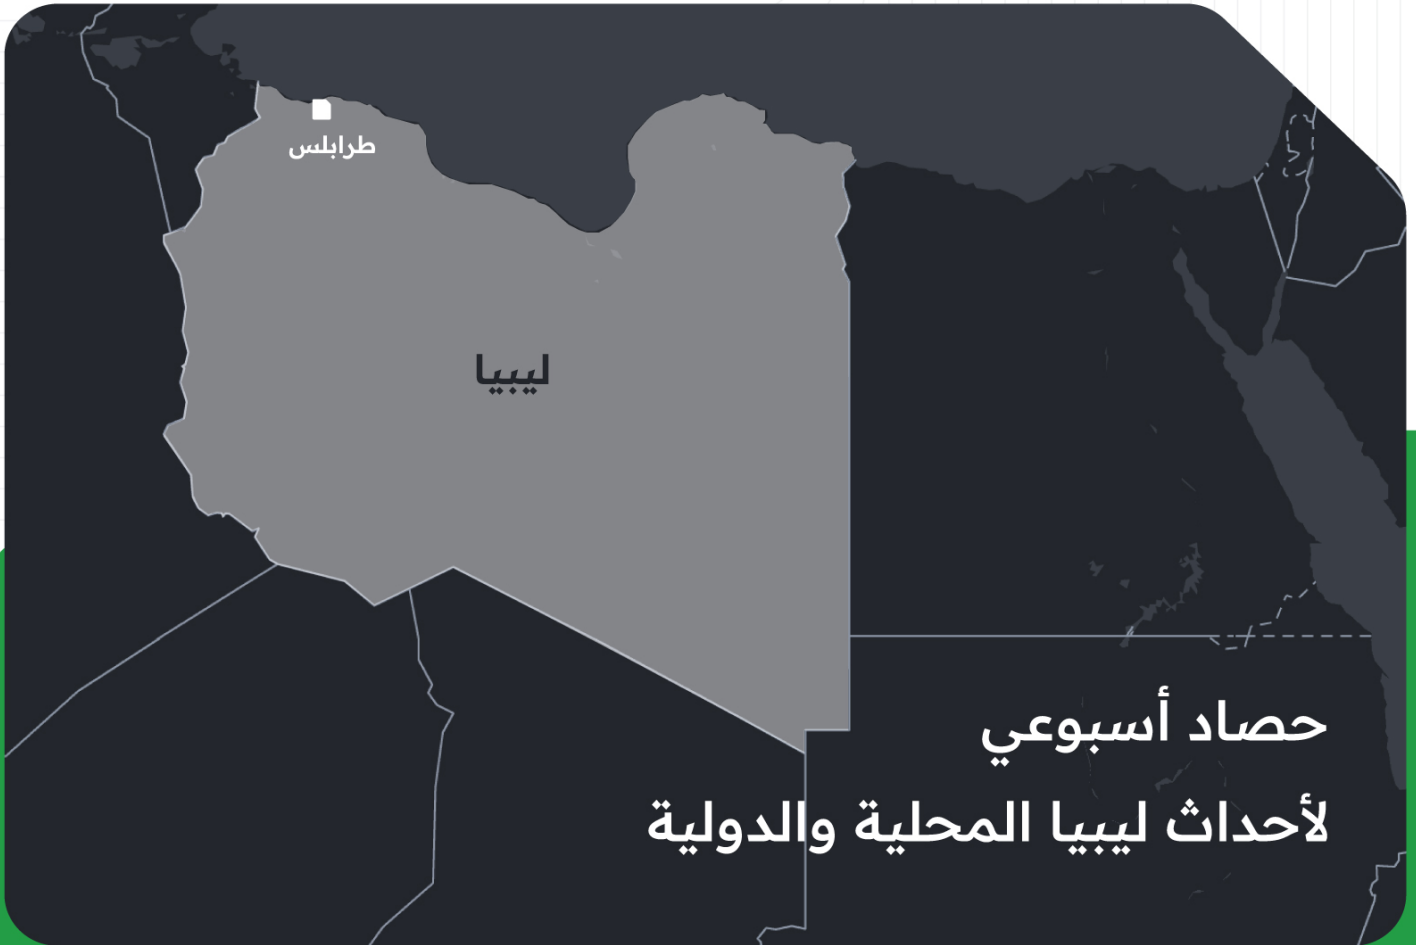 طرابلس
ليبيا
حصاد أسبوعي
لأحداث ليبيا المحلية والدولية